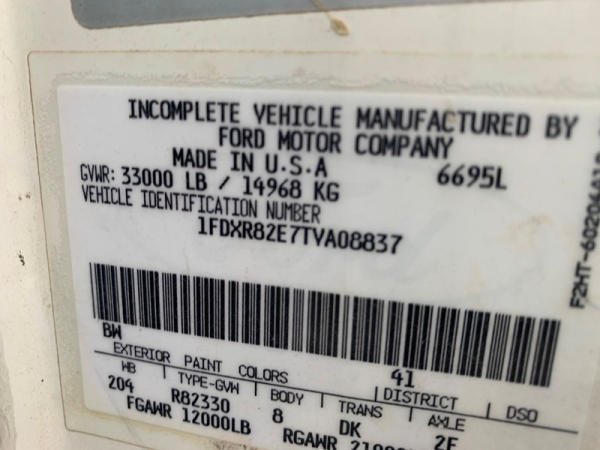 INCOMPLETE VEHICLE MANUFACTURED BY
FORD MOTOR COMPANY
MADE IN U.S.A 6695L
GVWR: 33000 LB / 14968 KG
VEHICLE IDENTIFICATION NUMBER
1FDXR82E7TVA08837
BW 41
EXTERIOR PAINT COLORS DISTRICT DSO
WB TYPE-GVW BODY TRANS AXLE
204 R82330 8 DK 2F
FGAWR 12000LB RGAWR